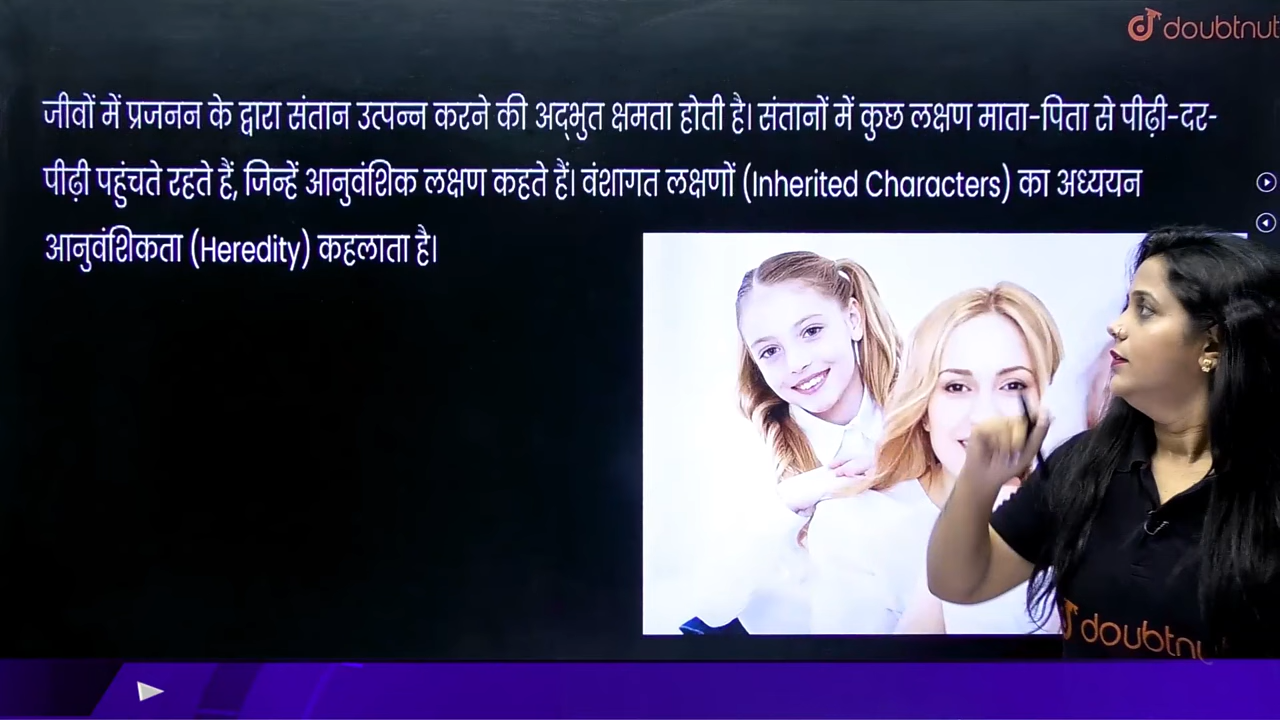 doubtnut
जीवों में प्रजनन के द्वारा संतान उत्पन्न करने की अद्भुत क्षमता होती है। संतानों में कुछ लक्षण माता-पिता से पीढ़ी-दर-
पीढ़ी पहुंचते रहते हैं, जिन्हें आनुवंशिक लक्षण कहते हैं। वंशागत लक्षणों (Inherited Characters) का अध्ययन
आनुवंशिकता (Heredity) कहलाता है।
doubtnu